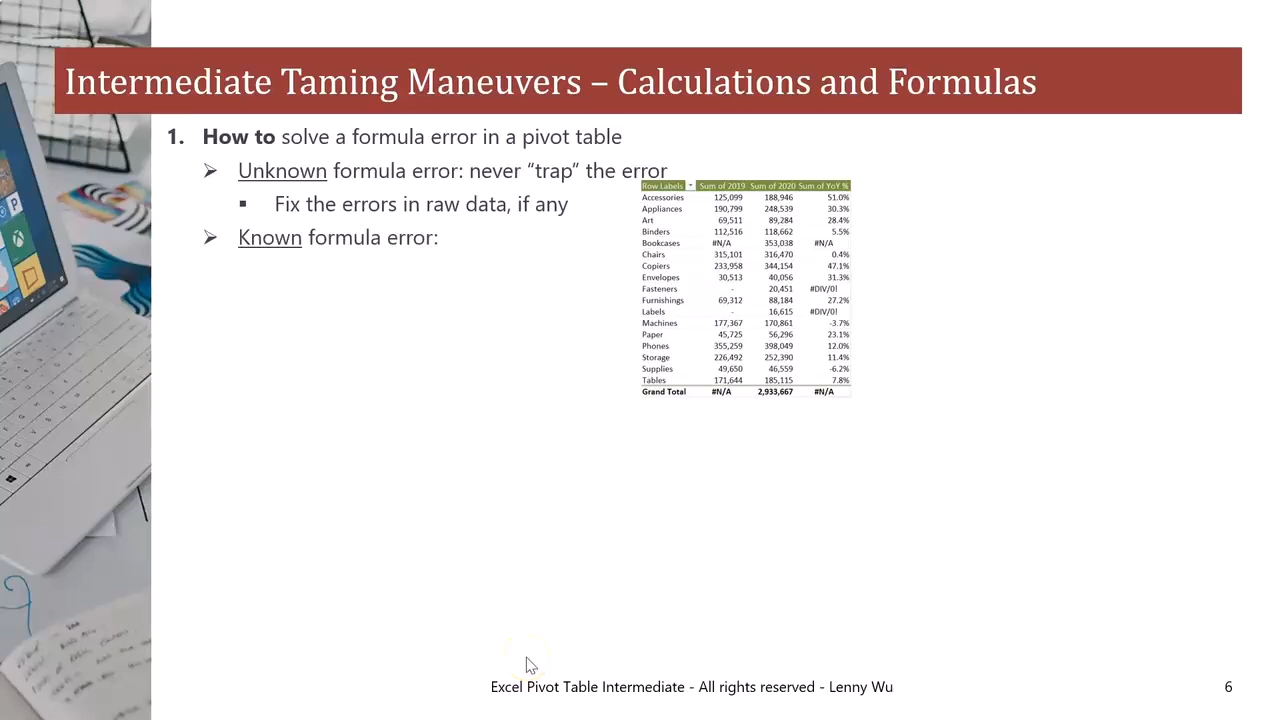 Intermediate Taming Maneuvers – Calculations and Formulas
1. How to solve a formula error in a pivot table
➢ Unknown formula error: never “trap” the error
▪ Fix the errors in raw data, if any
➢ Known formula error:
Row Labels Sum of 2019 Sum of 2020 Sum of YoY %
Accessories 125,099 188,946 51.0%
Appliances 190,799 248,539 30.3%
Art 69,511 89,284 28.4%
Binders 112,516 118,662 5.5%
Bookcases #N/A 353,038 #N/A
Chairs 315,101 316,470 0.4%
Copiers 233,958 344,154 47.1%
Envelopes 30,513 40,056 31.3%
Fasteners - 20,451 #DIV/0!
Furnishings 69,312 88,184 27.2%
Labels - 16,615 #DIV/0!
Machines 177,367 170,861 -3.7%
Paper 45,725 56,296 23.1%
Phones 355,259 398,049 12.0%
Storage 226,492 252,390 11.4%
Supplies 49,650 46,559 -6.2%
Tables 171,644 185,115 7.8%
Grand Total #N/A 2,933,667 #N/A
Excel Pivot Table Intermediate - All rights reserved - Lenny Wu
6